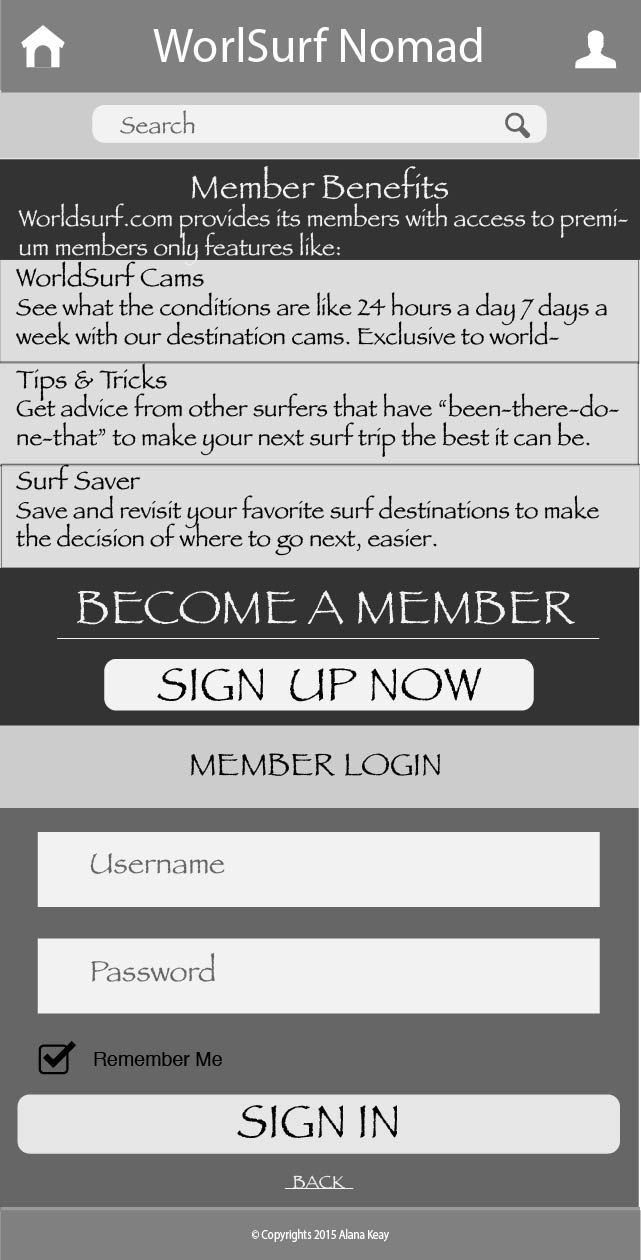 WorlSurf Nomad
Search
Member Benefits
Worldsurf.com provides its members with access to premi-
um members only features like:
WorldSurf Cams
See what the conditions are like 24 hours a day 7 days a
week with our destination cams. Exclusive to world-
Tips & Tricks
Get advice from other surfers that have “been-there-do-
ne-that” to make your next surf trip the best it can be.
Surf Saver
Save and revisit your favorite surf destinations to make
the decision of where to go next, easier.
BECOME A MEMBER
SIGN UP NOW
MEMBER LOGIN
Username
Password
Remember Me
SIGN IN
BACK
© Copyrights 2015 Alana Keay